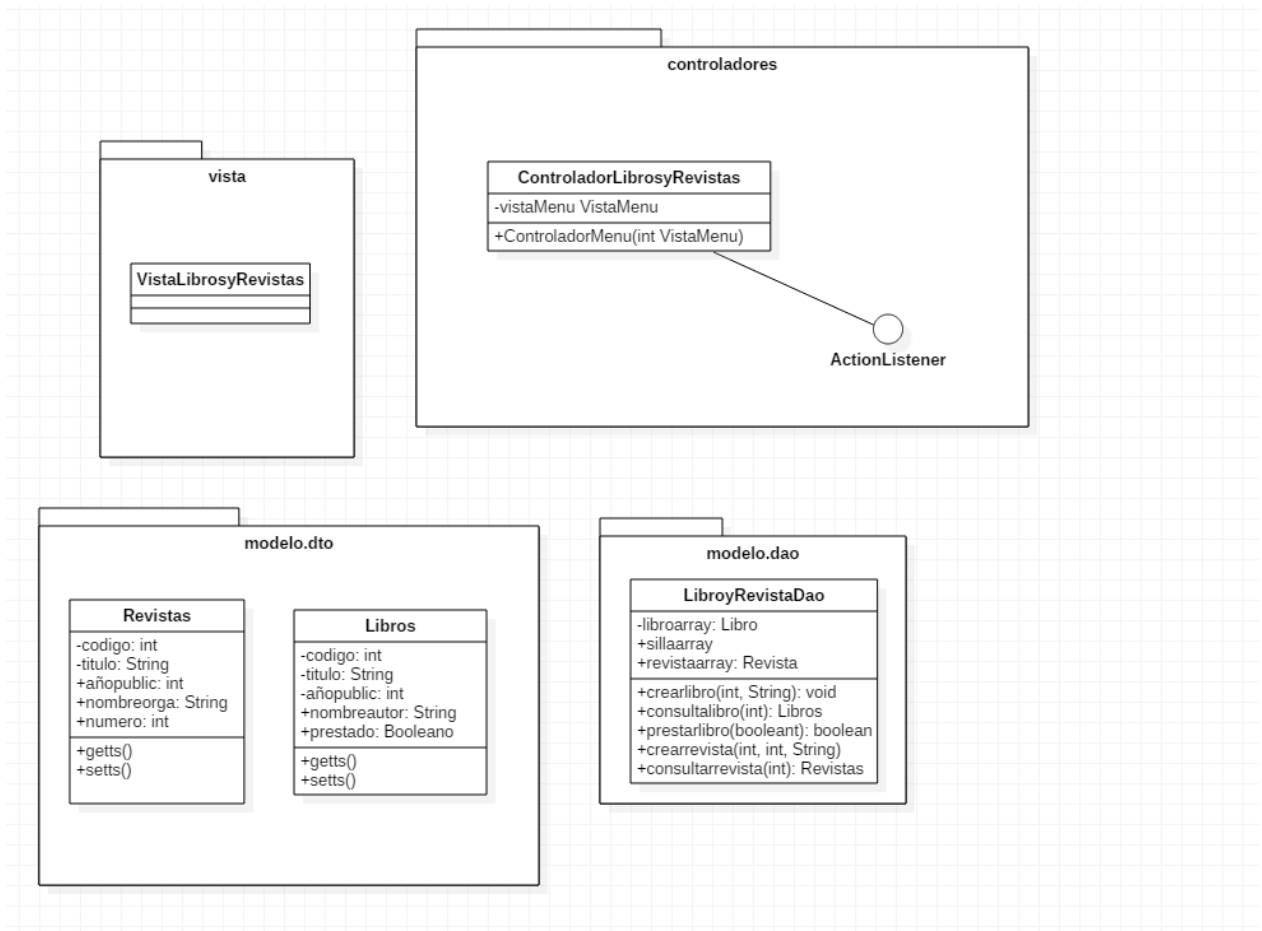 controladores
ControladorLibrosyRevistas
-vistaMenu VistaMenu
+ControladorMenu(int VistaMenu)
ActionListener
vista
VistaLibrosyRevistas
modelo.dto
Revistas
-codigo: int
-titulo: String
+añopublic: int
+nombreorga: String
+numero: int
+getts()
+setts()
Libros
-codigo: int
-titulo: String
-añopublic: int
+nombreautor: String
+prestado: Booleano
+getts()
+setts()
modelo.dao
LibroyRevistaDao
-libroarray: Libro
+sillaarray
+revistaarray: Revista
+crearlibro(int, String): void
+consultalibro(int): Libros
+prestarlibro(booleant): boolean
+crearrevista(int, int, String)
+consultarrevista(int): Revistas